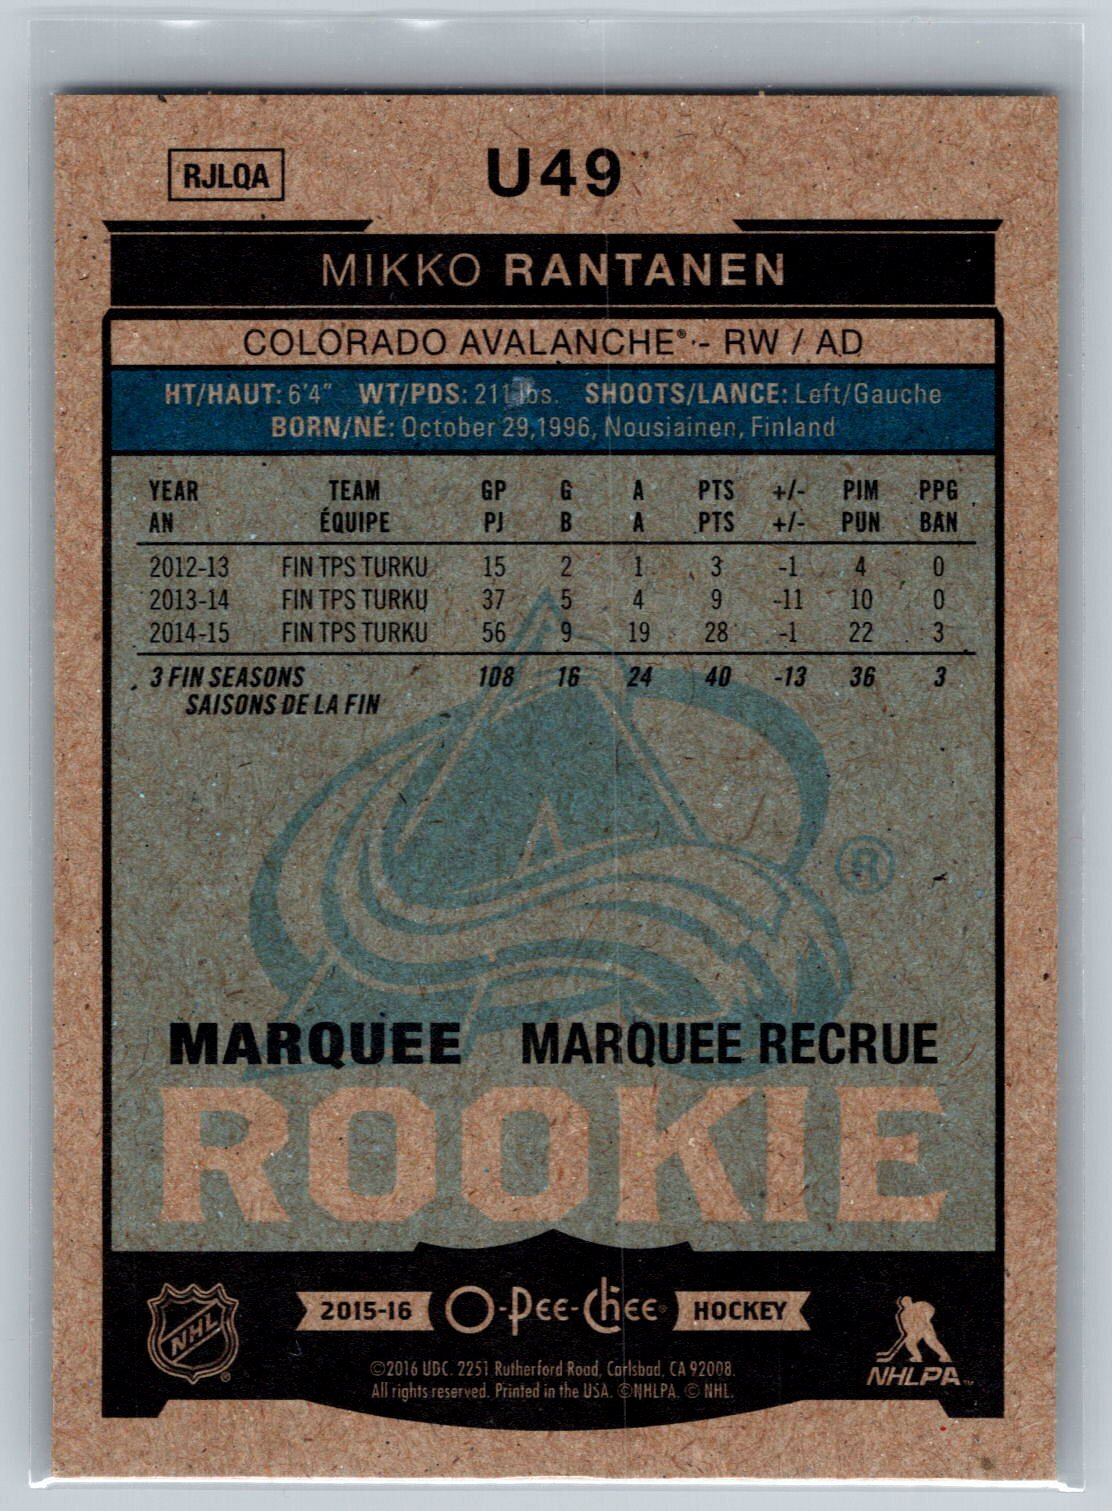 RJLQA
U49
MIKKO RANTANEN
COLORADO AVALANCHE® - RW / AD
HT/HAUT: 6'4" WT/PDS: 211 lbs. SHOOTS/LANCE: Left/Gauche
BORN/NÉ: October 29,1996, Nousiainen, Finland
YEAR TEAM GP G A PTS +/- PIM PPG
AN ÉQUIPE PJ B A PTS +/- PUN BAN
2012-13 FIN TPS TURKU 15 2 1 3 -1 4 0
2013-14 FIN TPS TURKU 37 5 4 9 -11 10 0
2014-15 FIN TPS TURKU 56 9 19 28 -1 22 3
3 FIN SEASONS 108 16 24 40 -13 36 3
SAISONS DE LA FIN
®
MARQUEE MARQUEE RECRUE
ROOKIE
NHL® 2015-16 O-Pee-Chee® HOCKEY NHLPA™
©2016 UDC. 2251 Rutherford Road, Carlsbad, CA 92008.
All rights reserved. Printed in the USA. ©NHLPA. © NHL.